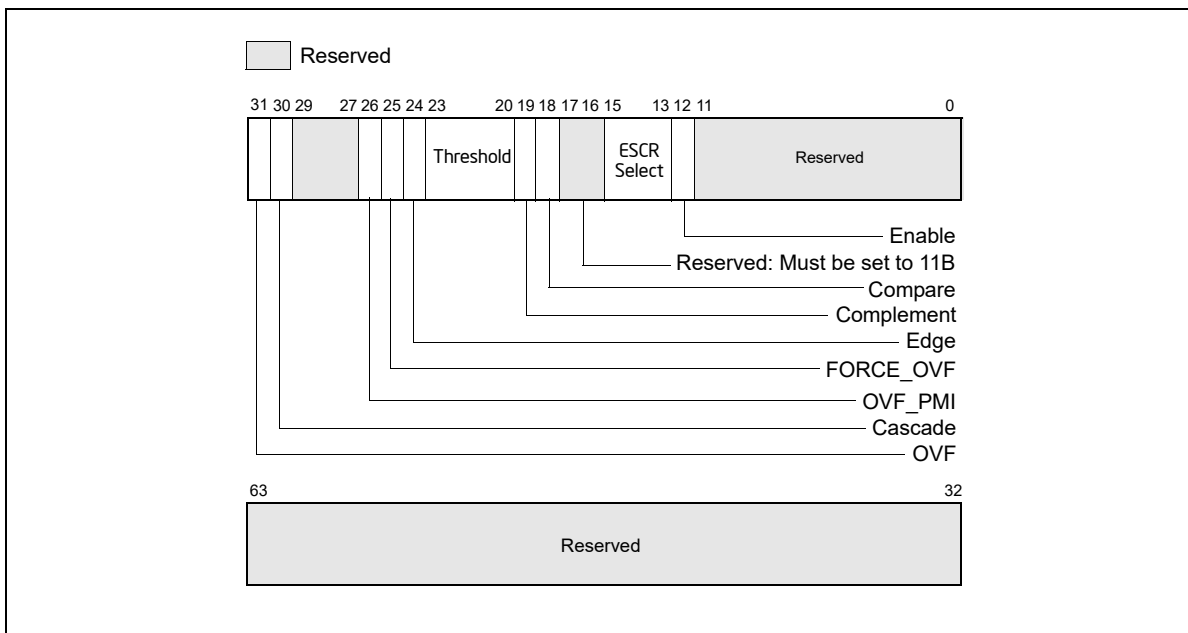 Reserved
31 30 29 27 26 25 24 23 20 19 18 17 16 15 13 12 11 0
Threshold
ESCR
Select
Reserved
Enable
Reserved: Must be set to 11B
Compare
Complement
Edge
FORCE_OVF
OVF_PMI
Cascade
OVF
63 32
Reserved